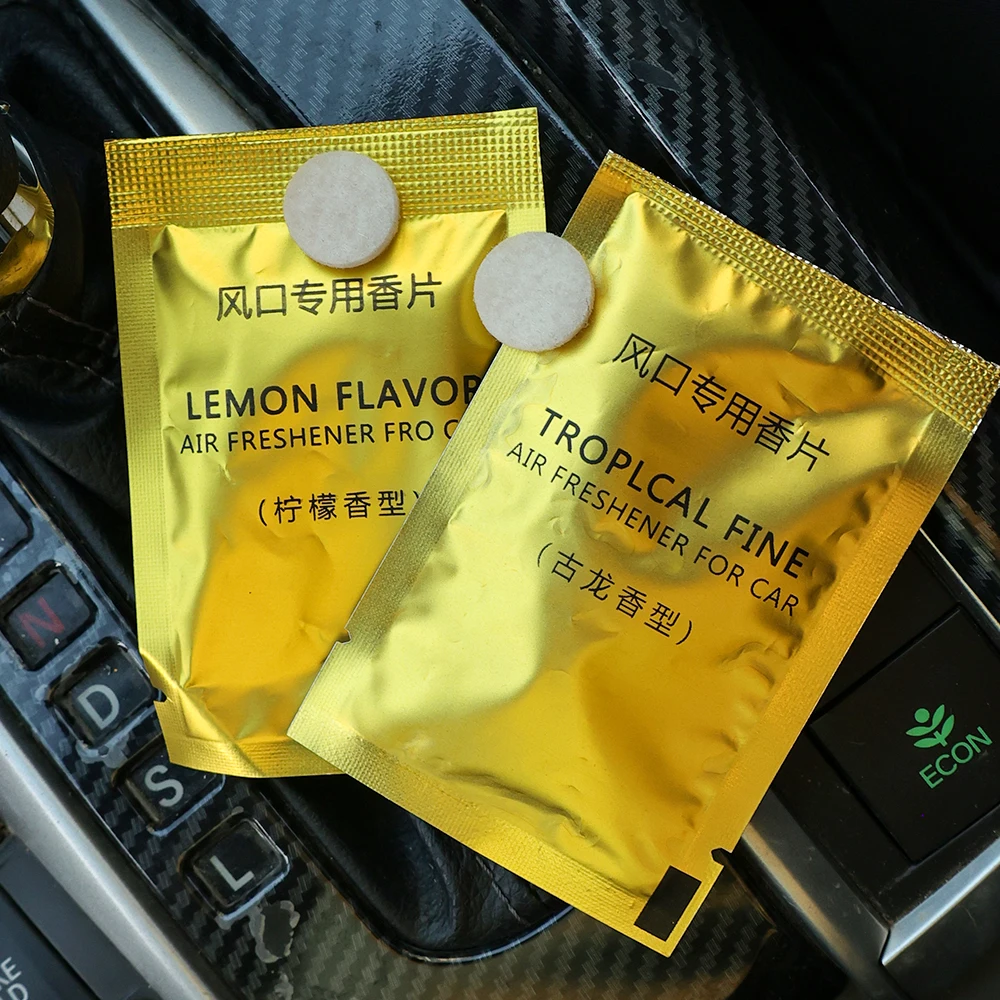 风口专用香片
LEMON FLAVOR
AIR FRESHENER FRO
(柠檬香型)
风口专用香片
TROPLCAL FINE
AIR FRESHENER FOR CAR
(古龙香型)
N
D
S
L
ECON